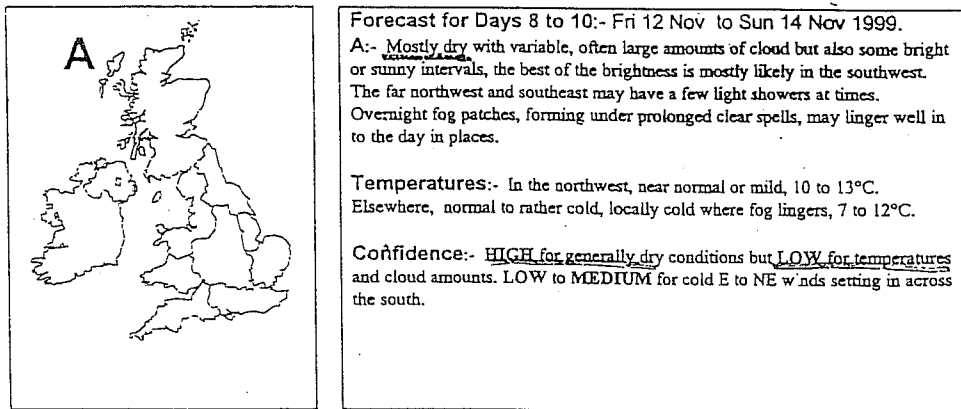 A
Forecast for Days 8 to 10:- Fri 12 Nov to Sun 14 Nov 1999.
A:- Mostly dry with variable, often large amounts of cloud but also some bright
or sunny intervals, the best of the brightness is mostly likely in the southwest.
The far northwest and southeast may have a few light showers at times.
Overnight fog patches, forming under prolonged clear spells, may linger well in
to the day in places.
Temperatures:- In the northwest, near normal or mild, 10 to 13°C.
Elsewhere, normal to rather cold, locally cold where fog lingers, 7 to 12°C.
Confidence:- HIGH for generally dry conditions but LOW for temperatures
and cloud amounts. LOW to MEDIUM for cold E to NE winds setting in across
the south.